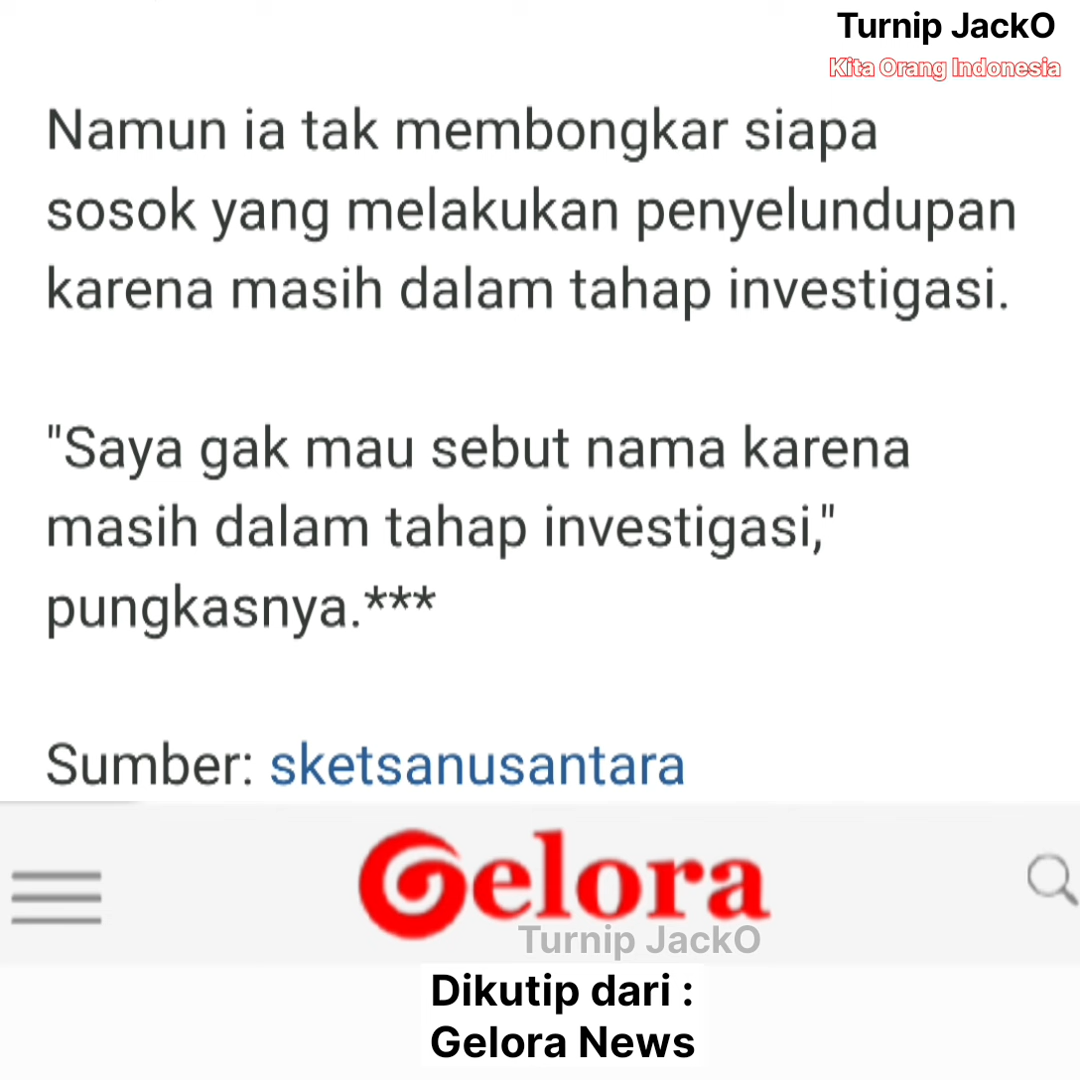 Turnip JackO
Kita Orang Indonesia
Namun ia tak membongkar siapa
sosok yang melakukan penyelundupan
karena masih dalam tahap investigasi.
"Saya gak mau sebut nama karena
masih dalam tahap investigasi,"
pungkasnya.***
Sumber: sketsanusantara
Gelora
Turnip JackO
Dikutip dari :
Gelora News